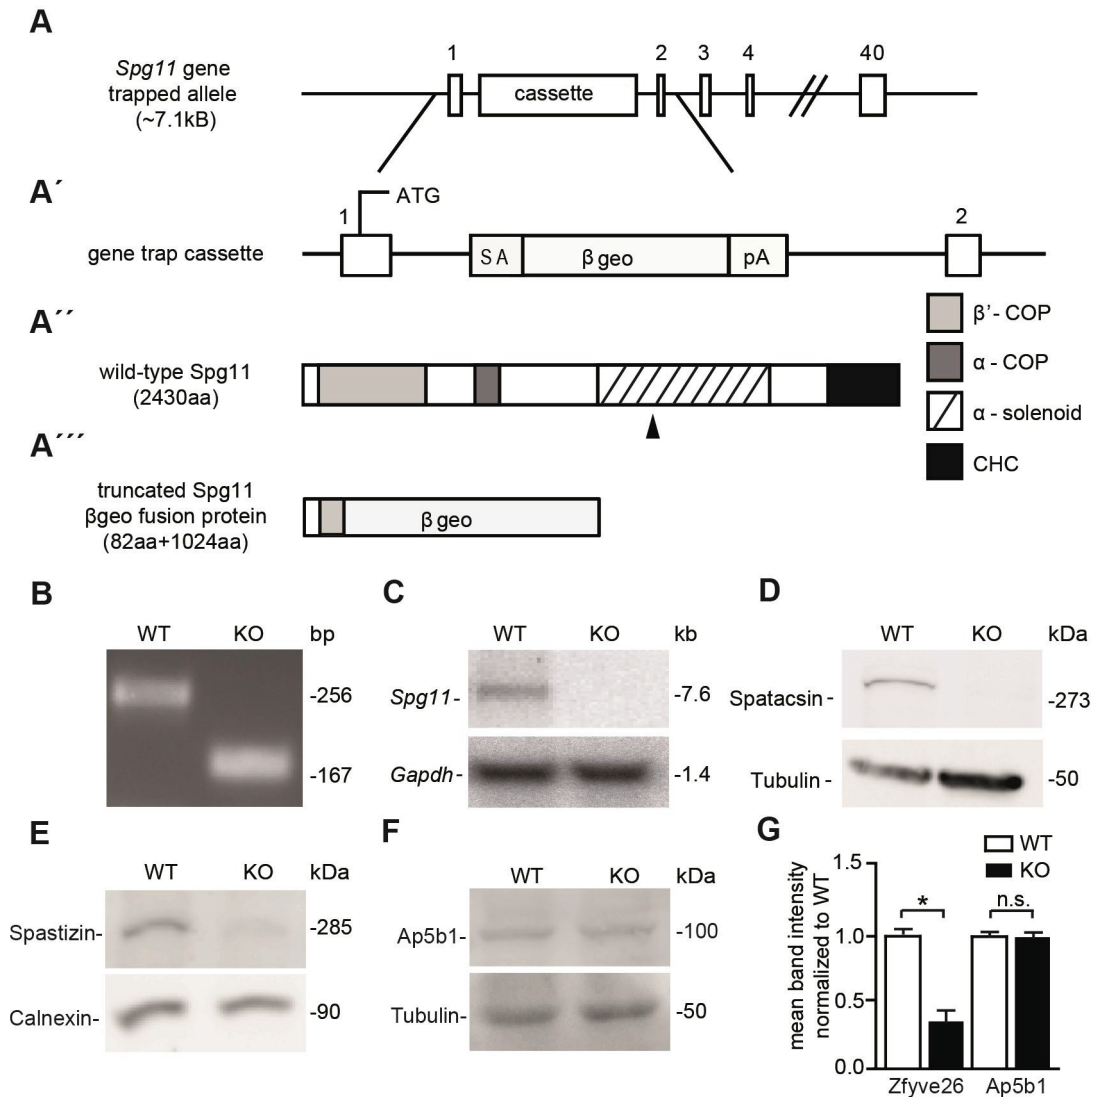 A
Spg11 gene
trapped allele
(~7.1kB)
1
cassette
2
3
4
40
A´
gene trap cassette
1
ATG
SA
βgeo
pA
2
A´´
wild-type Spg11
(2430aa)
β’- COP
α - COP
α - solenoid
CHC
A´´´
truncated Spg11
βgeo fusion protein
(82aa+1024aa)
βgeo
B
WT KO bp
-256
-167
C
WT KO kb
Spg11- -7.6
Gapdh- -1.4
D
WT KO kDa
Spatacsin- -273
Tubulin- -50
E
WT KO kDa
Spastizin- -285
Calnexin- -90
F
WT KO kDa
Ap5b1- -100
Tubulin- -50
G
WT
KO
mean band intensity
normalized to WT
1.5
1.0
0.5
0.0
*
n.s.
Zfyve26 Ap5b1